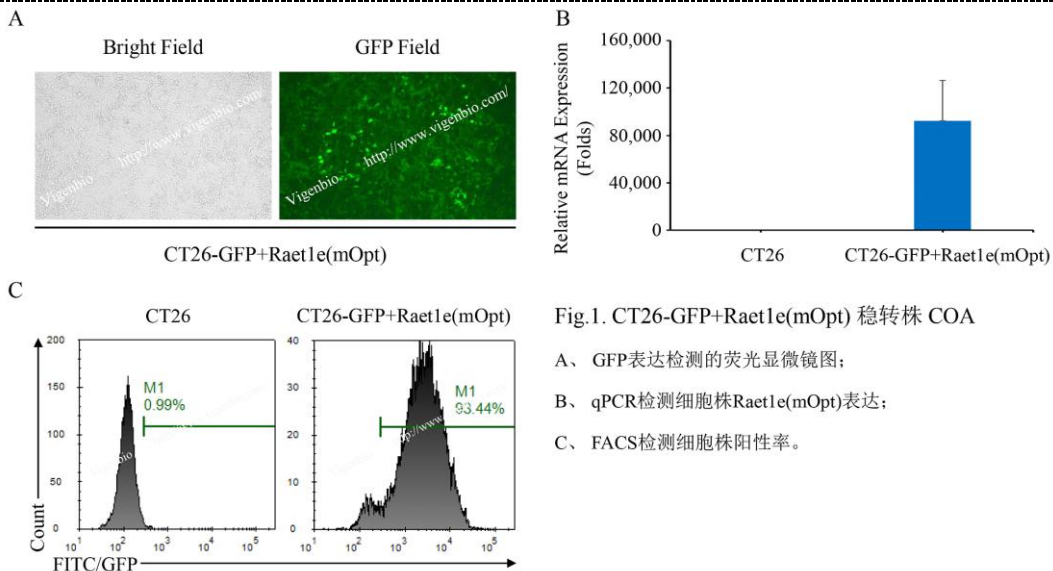 A
Bright Field
GFP Field
Vigenbio http://www.vigenbio.com/
Vigenbio http://www.vigenbio.com/
CT26-GFP+Raet1e(mOpt)
B
Relative mRNA Expression
(Folds)
160,000
120,000
80,000
40,000
0
CT26
CT26-GFP+Raet1e(mOpt)
C
CT26
CT26-GFP+Raet1e(mOpt)
Count
200
150
100
50
0
M1
0.99%
10¹ 10² 10³ 10⁴ 10⁵
40
30
20
10
0
M1
93.44%
10¹ 10² 10³ 10⁴ 10⁵
FITC/GFP
Fig.1. CT26-GFP+Raet1e(mOpt) 稳转株 COA
A、 GFP表达检测的荧光显微镜图;
B、 qPCR检测细胞株Raet1e(mOpt)表达;
C、 FACS检测细胞株阳性率。